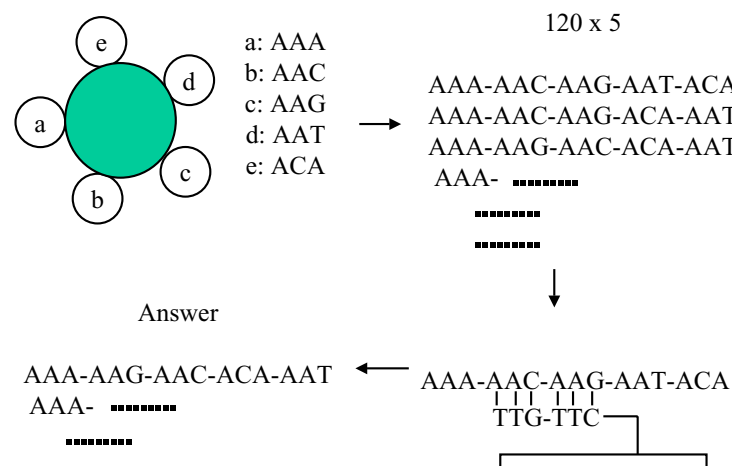 e
d
a
c
b
a: AAA
b: AAC
c: AAG
d: AAT
e: ACA
120 x 5
AAA-AAC-AAG-AAT-ACA
AAA-AAC-AAG-ACA-AAT
AAA-AAG-AAC-ACA-AAT
AAA-
AAA-AAC-AAG-AAT-ACA
TTG-TTC
Answer
AAA-AAG-AAC-ACA-AAT
AAA-